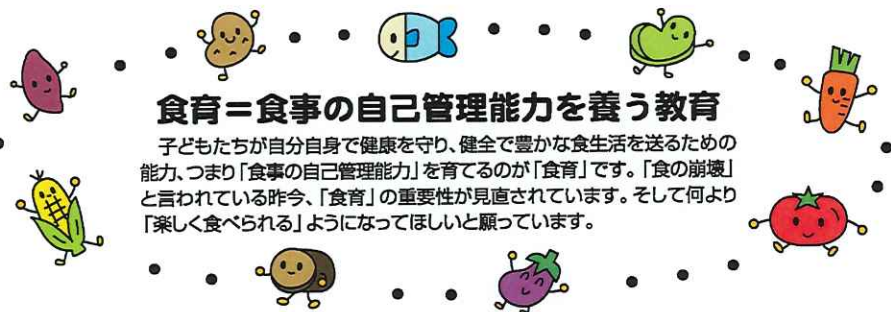 食育＝食事の自己管理能力を養う教育
子どもたちが自分自身で健康を守り、健全で豊かな食生活を送るための
能力、つまり「食事の自己管理能力」を育てるのが「食育」です。「食の崩壊」
と言われている昨今、「食育」の重要性が見直されています。そして何より
「楽しく食べられる」ようになってほしいと願っています。